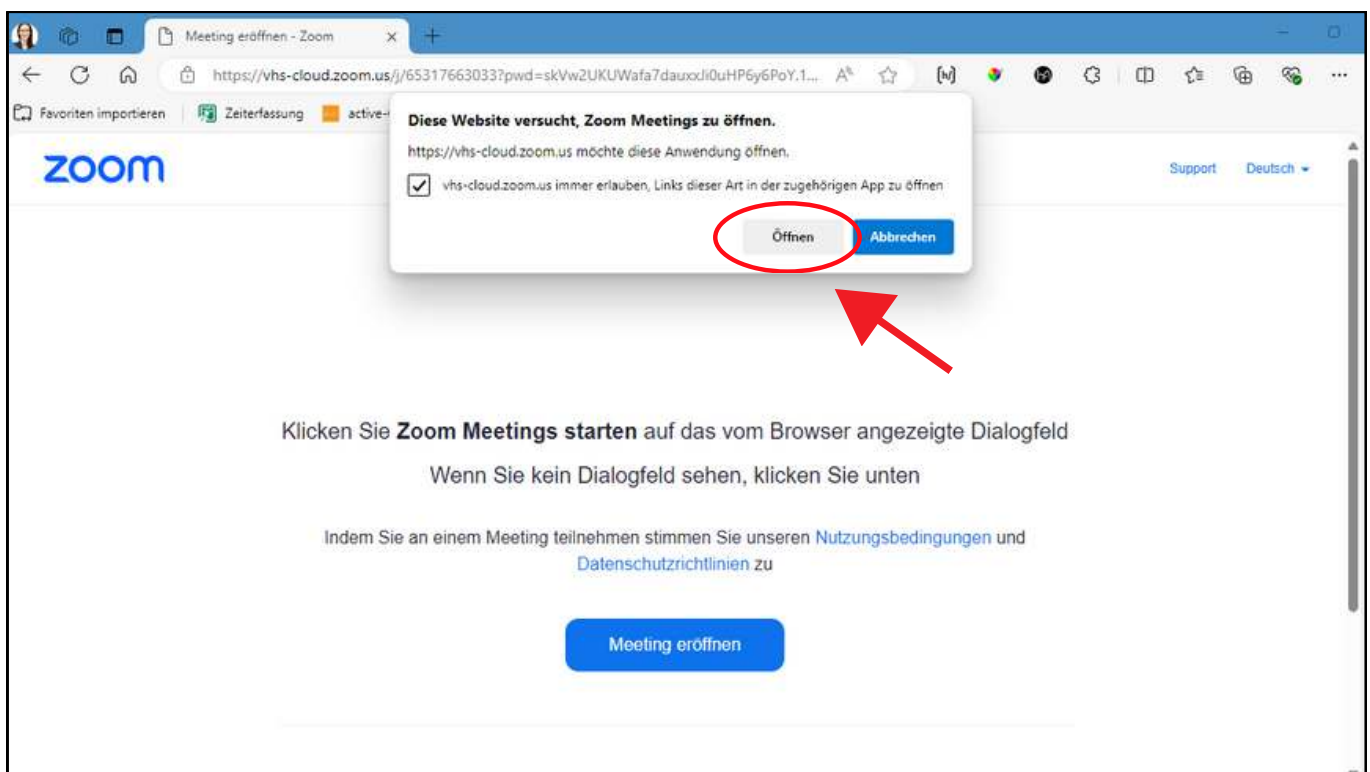 Meeting eröffnen - Zoom
https://vhs-cloud.zoom.us/j/65317663033?pwd=skVw2UKUWafa7dauxxJi0uHP6y6PoY.1...
Favoriten importieren
Zeiterfassung
active-
Diese Website versucht, Zoom Meetings zu öffnen.
https://vhs-cloud.zoom.us möchte diese Anwendung öffnen.
vhs-cloud.zoom.us immer erlauben, Links dieser Art in der zugehörigen App zu öffnen
Öffnen
Abbrechen
zoom
Support
Deutsch
Klicken Sie Zoom Meetings starten auf das vom Browser angezeigte Dialogfeld
Wenn Sie kein Dialogfeld sehen, klicken Sie unten
Indem Sie an einem Meeting teilnehmen stimmen Sie unseren Nutzungsbedingungen und
Datenschutzrichtlinien zu
Meeting eröffnen